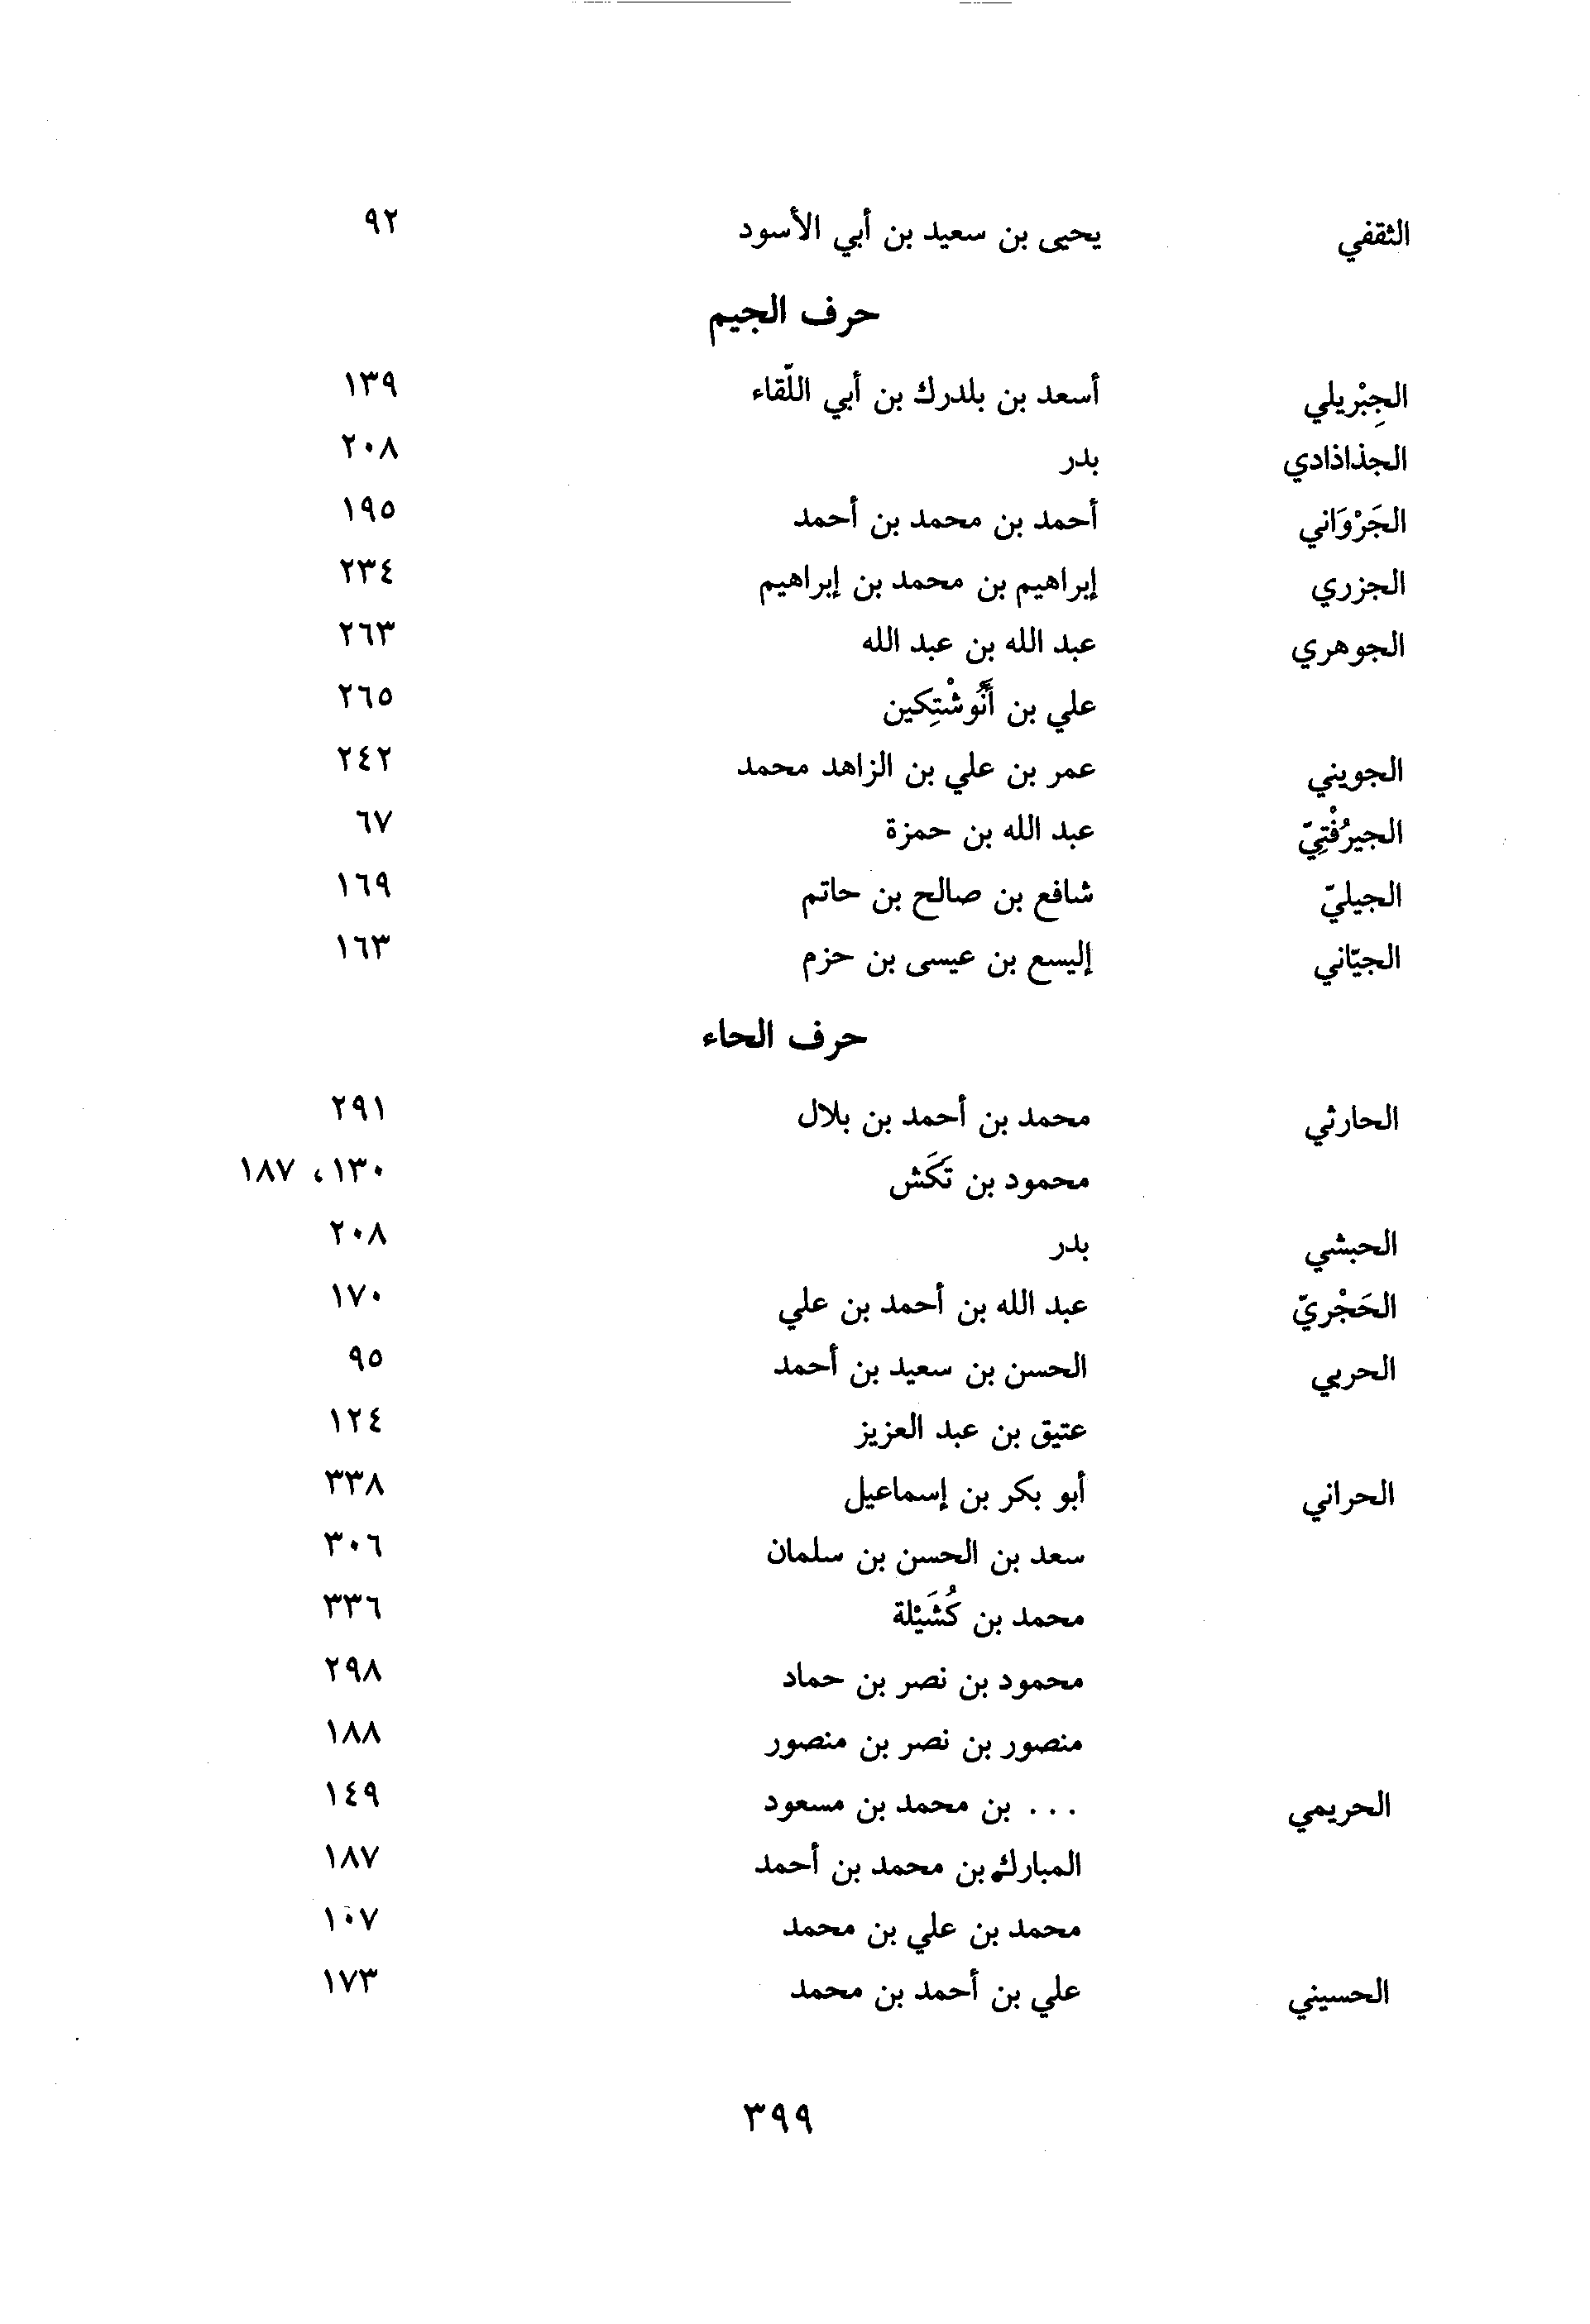 الثقفي يحيى بن سعيد بن أبي الأسود ٩٢
حرف الجيم
الجِبْريلي أسعد بن بلدرك بن أبي اللّقاء ١٣٩
الجذاذادي بدر ٢٠٨
الجَرْوَاني أحمد بن محمد بن أحمد ١٩٥
الجزري إبراهيم بن محمد بن إبراهيم ٢٣٤
الجوهري عبد الله بن عبد الله ٢٦٣
علي بن أَنُوشْتِكين ٢٦٥
الجويني عمر بن علي بن الزاهد محمد ٢٤٢
الجيرُفْتِيّ عبد الله بن حمزة ٦٧
الجيليّ شافع بن صالح بن حاتم ١٦٩
الجيّاني إليسع بن عيسى بن حزم ١٦٣
حرف الحاء
الحارثي محمد بن أحمد بن بلال ٢٩١
محمود بن تَكَش ١٣٠، ١٨٧
الحبشي بدر ٢٠٨
الحَجْريّ عبد الله بن أحمد بن علي ١٧٠
الحربي الحسن بن سعيد بن أحمد ٩٥
عتيق بن عبد العزيز ١٢٤
الحراني أبو بكر بن إسماعيل ٣٣٨
سعد بن الحسن بن سلمان ٣٠٦
محمد بن كُشَيْلة ٣٣٦
محمود بن نصر بن حماد ٢٩٨
منصور بن نصر بن منصور ١٨٨
الحريمي . . . بن محمد بن مسعود ١٤٩
المبارك بن محمد بن أحمد ١٨٧
محمد بن علي بن محمد ١٠٧
الحسيني علي بن أحمد بن محمد ١٧٣
٣٩٩